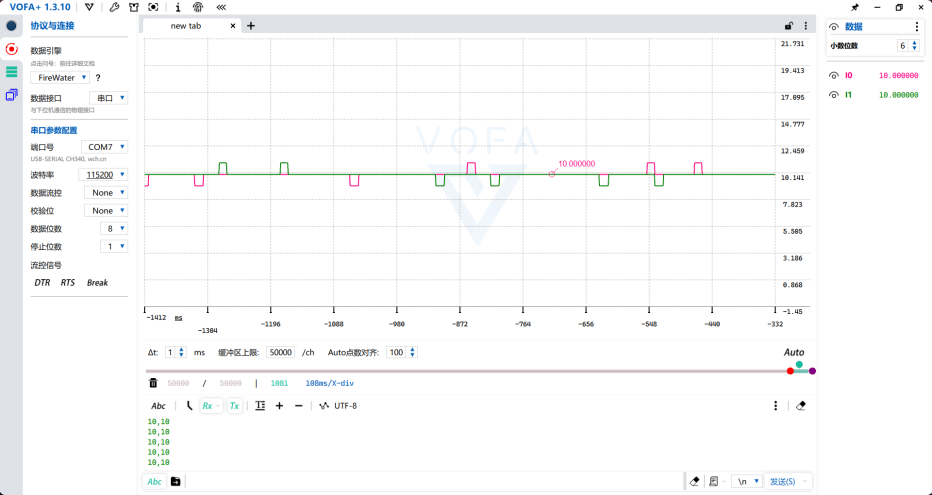 VOFA+ 1.3.10
协议与连接
数据引擎
点击问号：前往详细文档
FireWater ?
数据接口 串口
与下位机通信的物理接口
串口参数配置
端口号 COM7
USB-SERIAL CH340, wch.cn
波特率 115200
数据流控 None
校验位 None
数据位数 8
停止位数 1
流控信号
DTR RTS Break
new tab × +
VOFA
10.000000
21.731
19.413
17.095
14.777
12.459
10.141
7.823
5.505
3.186
0.868
-1.45
-1412 ms
-1304
-1196
-1088
-980
-872
-764
-656
-548
-440
-332
Δt: 1 ms 缓冲区上限: 50000 /ch Auto点数对齐: 100 Auto
50000 / 50000 | 1081 108ms/X-div
Abc Rx Tx + − UTF-8
10,10
10,10
10,10
10,10
10,10
Abc \n 发送(S)
数据
小数位数 6
I0 10.000000
I1 10.000000